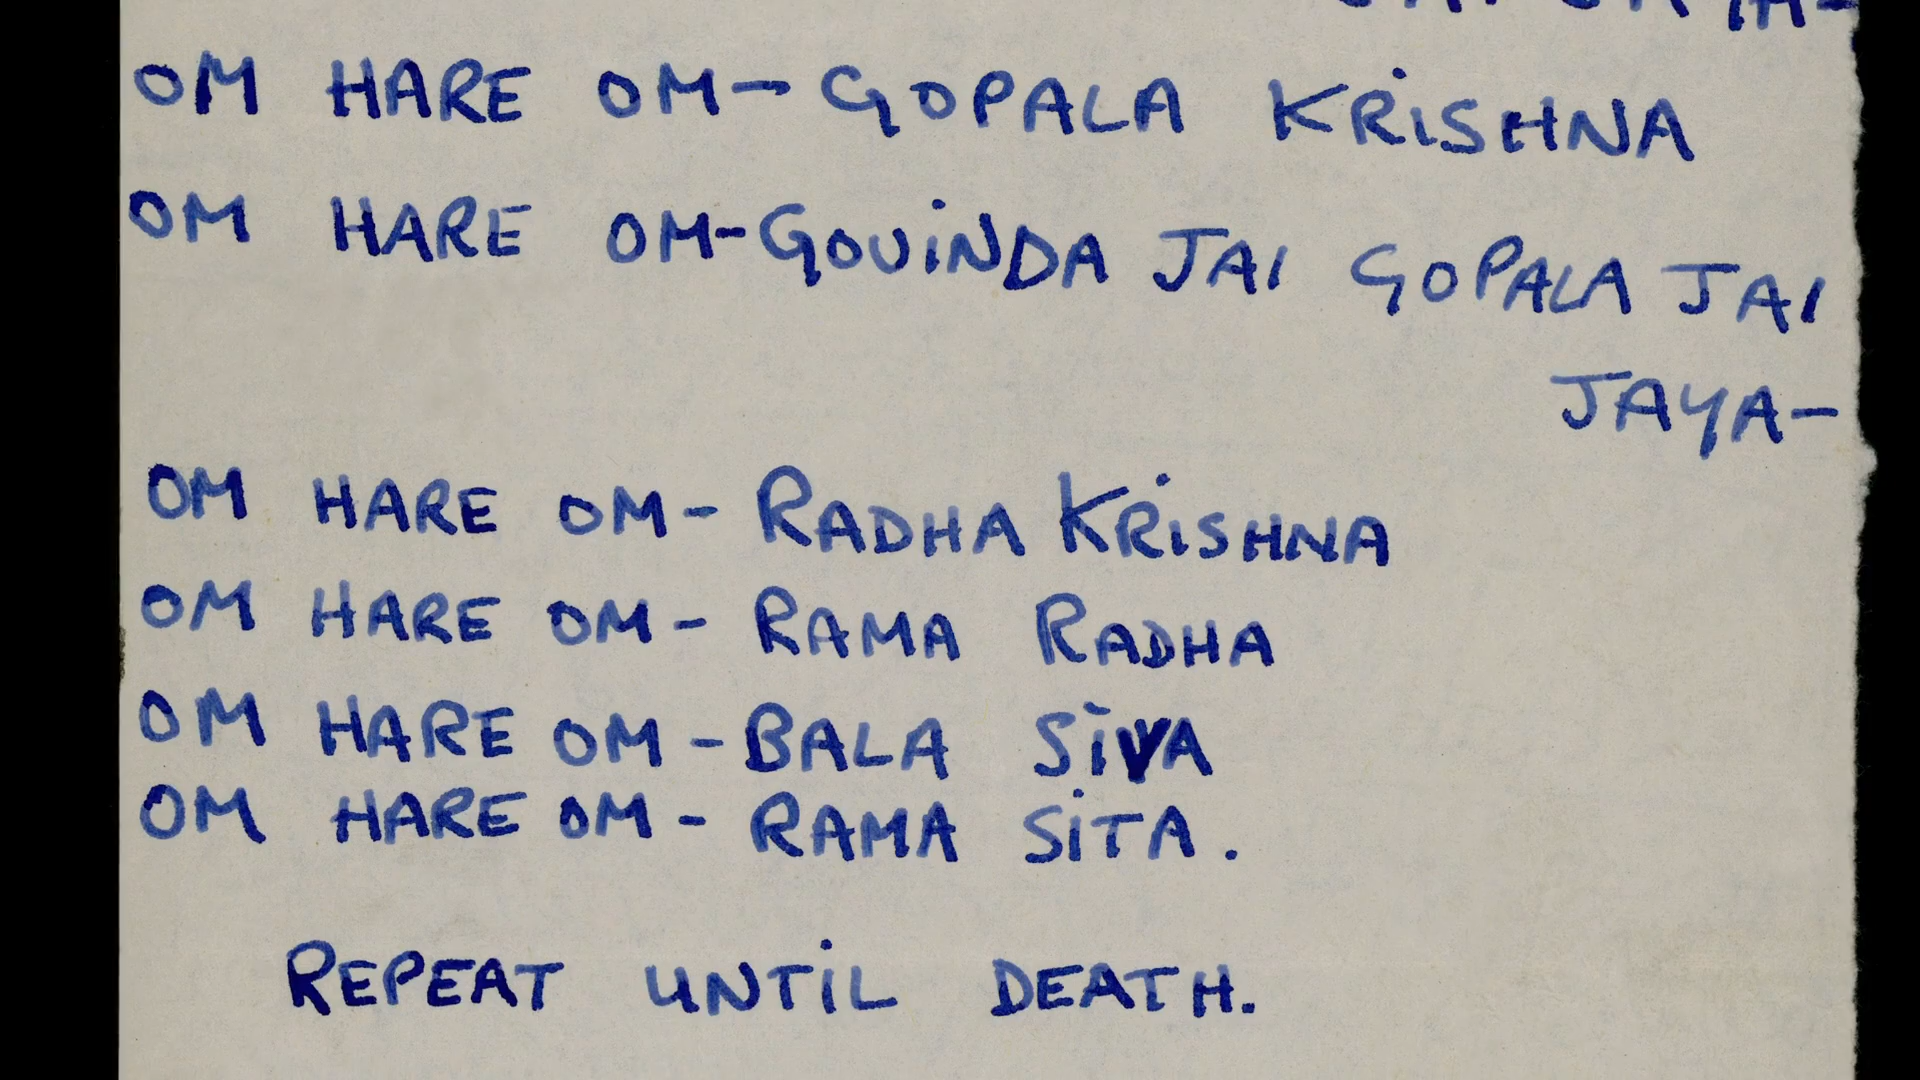 OM HARE OM- GOPALA KRiSHNA
OM HARE OM- GOViNDA JAI GOPALA JAI
JAYA-
OM HARE OM- RADHA KRiSHNA
OM HARE OM- RAMA RADHA
OM HARE OM- BALA SiVA
OM HARE OM- RAMA SiTA.
REPEAT UNTiL DEATH.